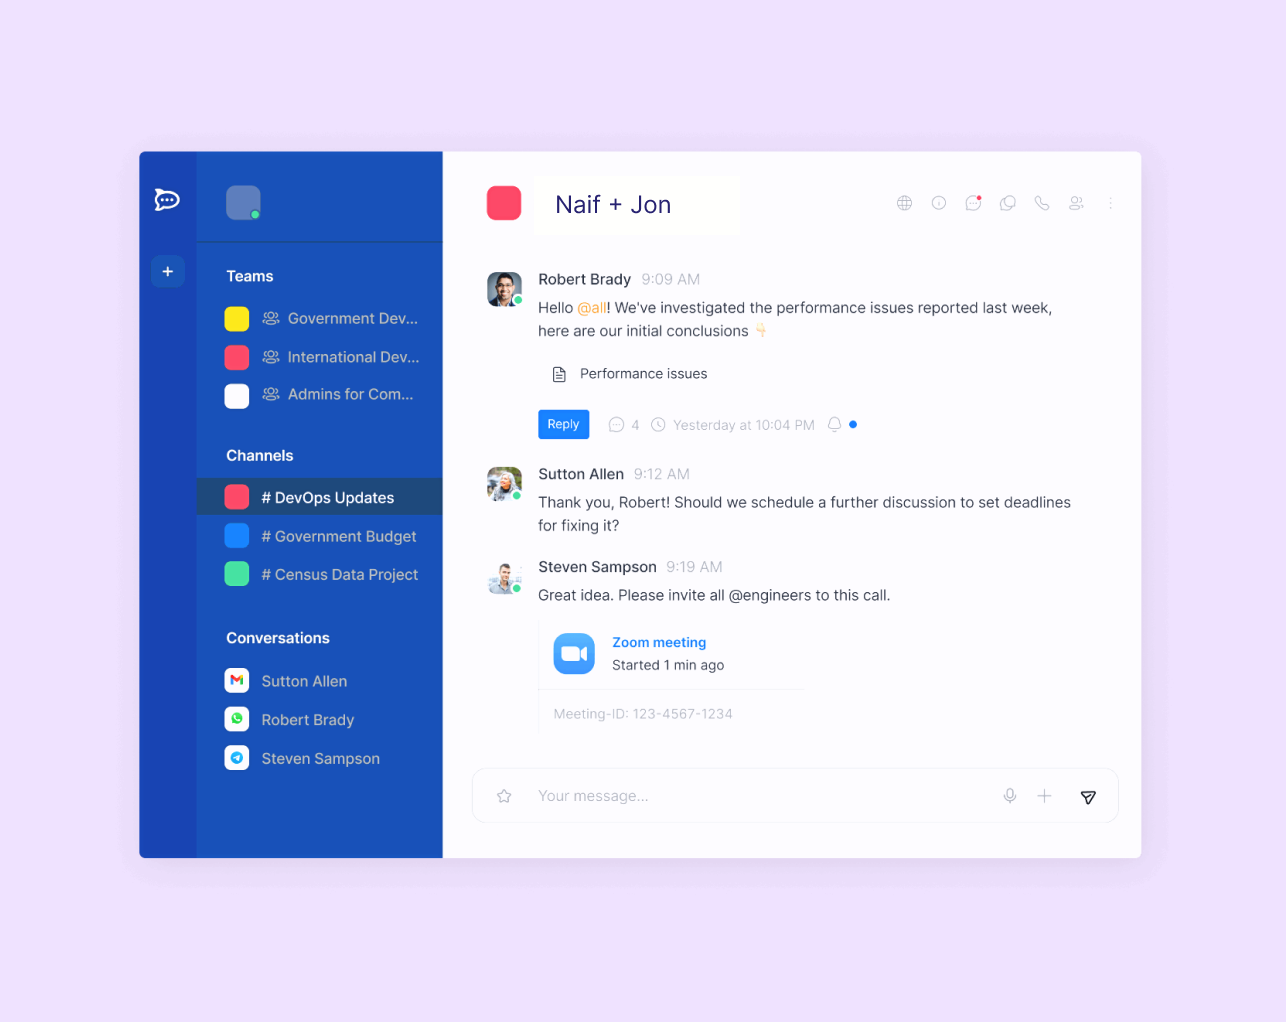 Teams
Government Dev...
International Dev...
Admins for Com...
Channels
# DevOps Updates
# Government Budget
# Census Data Project
Conversations
Sutton Allen
Robert Brady
Steven Sampson
Naif + Jon
Robert Brady 9:09 AM
Hello @all! We've investigated the performance issues reported last week,
here are our initial conclusions 👇🏻
Performance issues
Reply 4 Yesterday at 10:04 PM
Sutton Allen 9:12 AM
Thank you, Robert! Should we schedule a further discussion to set deadlines
for fixing it?
Steven Sampson 9:19 AM
Great idea. Please invite all @engineers to this call.
Zoom meeting
Started 1 min ago
Meeting-ID: 123-4567-1234
Your message...